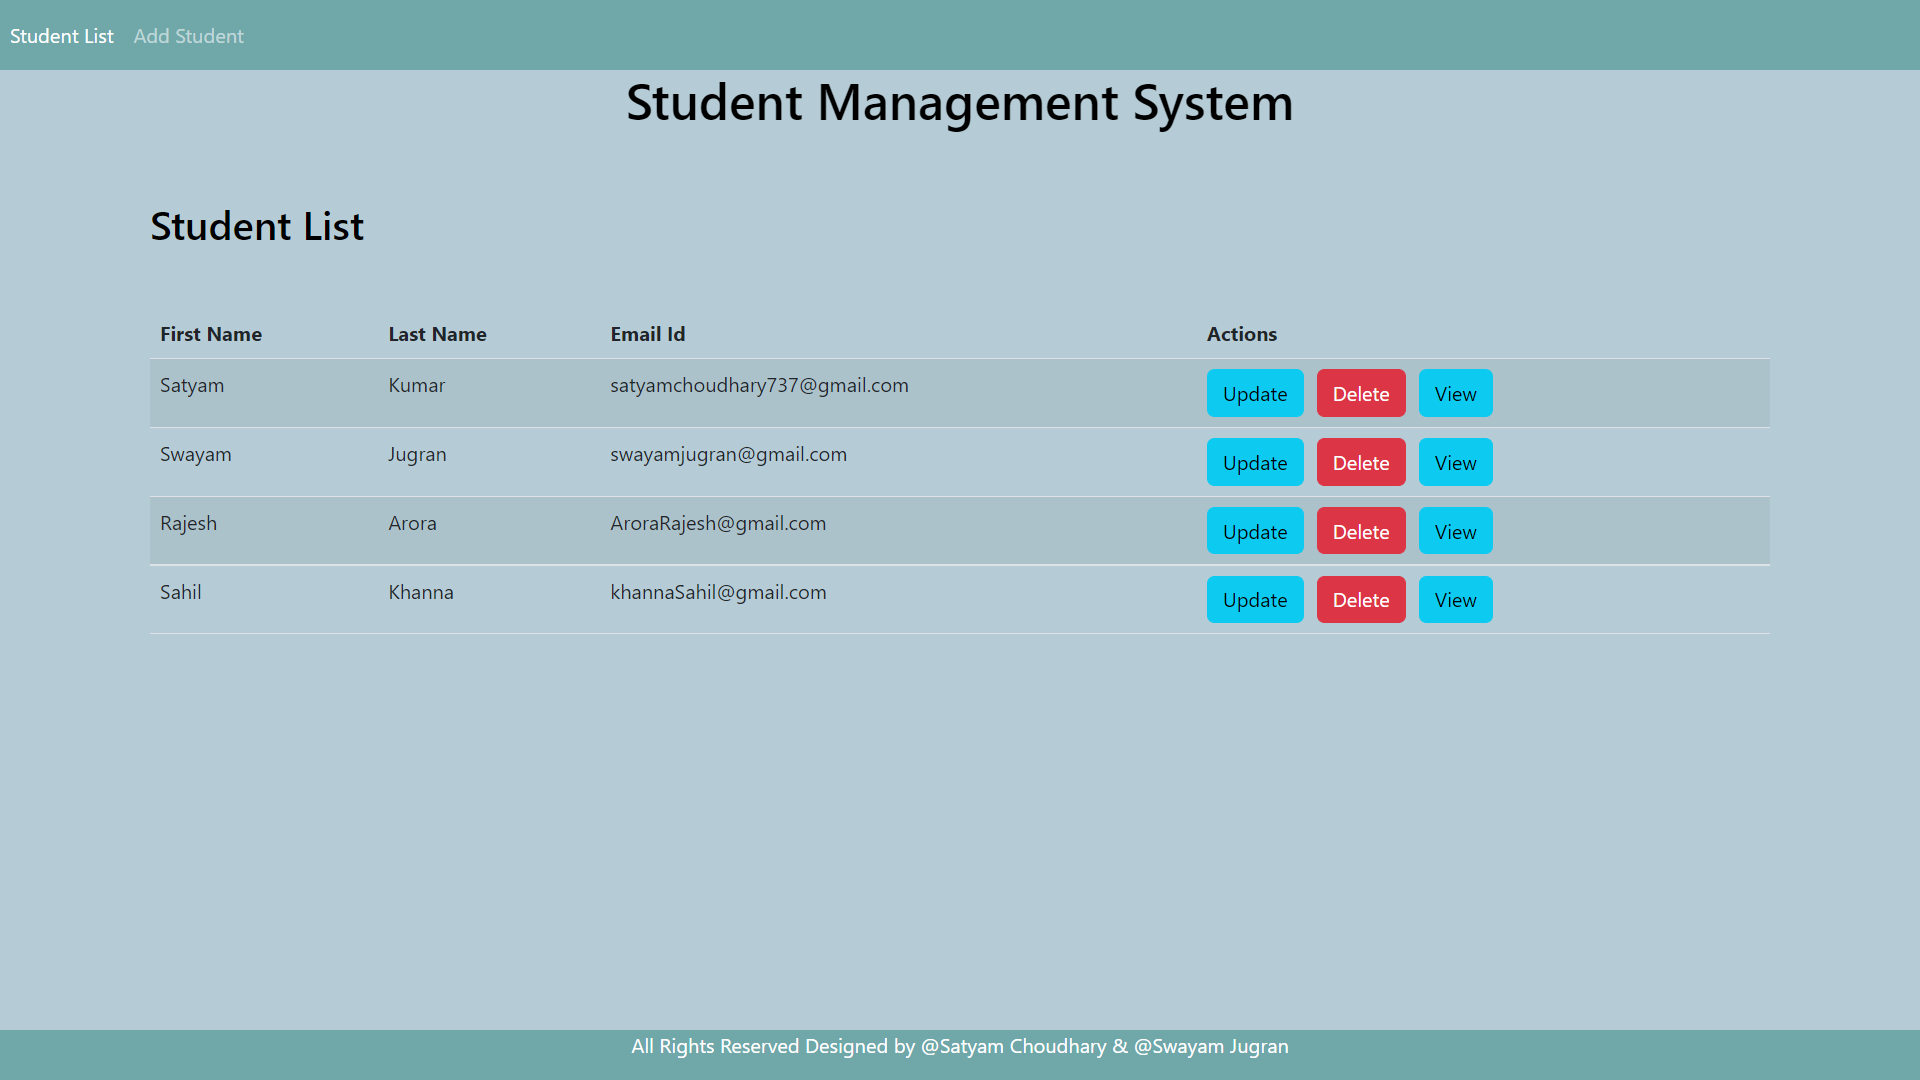 Student List Add Student
Student Management System
Student List
First Name Last Name Email Id Actions
Satyam Kumar satyamchoudhary737@gmail.com Update Delete View
Swayam Jugran swayamjugran@gmail.com Update Delete View
Rajesh Arora AroraRajesh@gmail.com Update Delete View
Sahil Khanna khannaSahil@gmail.com Update Delete View
All Rights Reserved Designed by @Satyam Choudhary & @Swayam Jugran